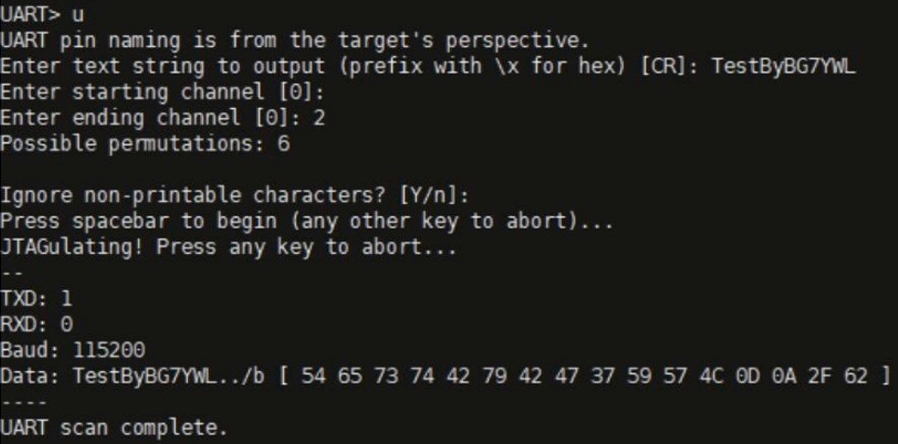 UART> u
UART pin naming is from the target's perspective.
Enter text string to output (prefix with \x for hex) [CR]: TestByBG7YWL
Enter starting channel [0]:
Enter ending channel [0]: 2
Possible permutations: 6
Ignore non-printable characters? [Y/n]:
Press spacebar to begin (any other key to abort)...
JTAGulating! Press any key to abort...
--
TXD: 1
RXD: 0
Baud: 115200
Data: TestByBG7YWL../b [ 54 65 73 74 42 79 42 47 37 59 57 4C 0D 0A 2F 62 ]
----
UART scan complete.